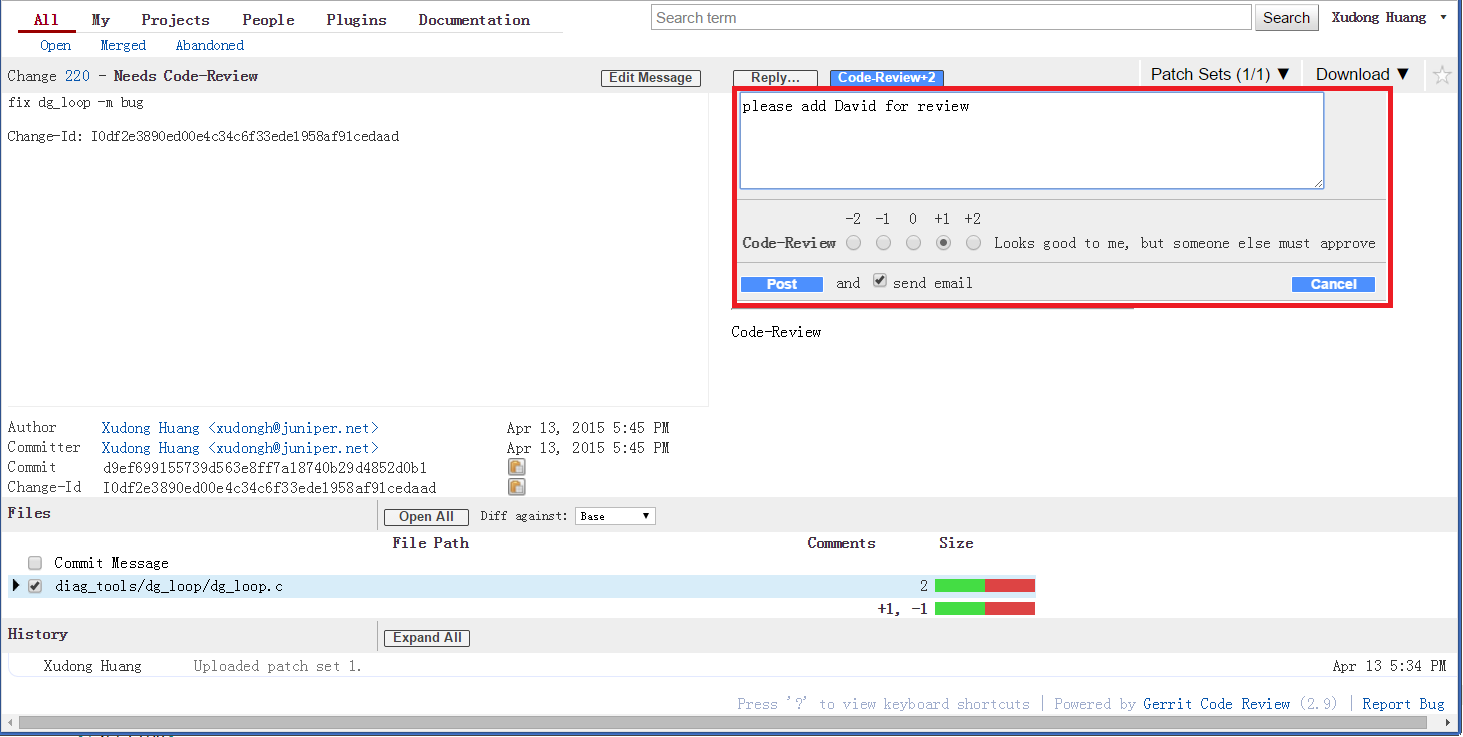 All My Projects People Plugins Documentation
Search term
Search
Xudong Huang ▼
Open Merged Abandoned
Change 220 - Needs Code-Review
Edit Message
Reply...
Code-Review+2
Patch Sets (1/1) ▼
Download ▼
fix dg_loop -m bug
Change-Id: I0df2e3890ed00e4c34c6f33ede1958af91cedaad
please add David for review
-2 -1 0 +1 +2
Code-Review Looks good to me, but someone else must approve
Post and send email Cancel
Code-Review
Author Xudong Huang <xudongh@juniper.net> Apr 13, 2015 5:45 PM
Committer Xudong Huang <xudongh@juniper.net> Apr 13, 2015 5:45 PM
Commit d9ef699155739d563e8ff7a18740b29d4852d0b1
Change-Id I0df2e3890ed00e4c34c6f33ede1958af91cedaad
Files Open All Diff against: Base ▼
File Path Comments Size
Commit Message
diag_tools/dg_loop/dg_loop.c 2
+1, -1
History Expand All
Xudong Huang Uploaded patch set 1. Apr 13 5:34 PM
Press '?' to view keyboard shortcuts | Powered by Gerrit Code Review (2.9) | Report Bug